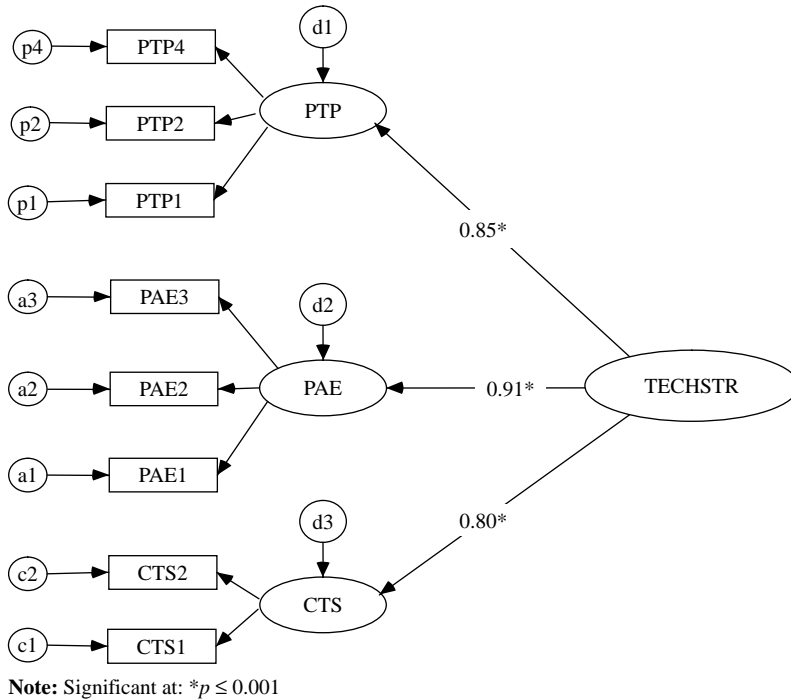 p4 PTP4 d1
PTP
p2 PTP2
p1 PTP1
0.85*
a3 PAE3 d2
a2 PAE2 PAE 0.91* TECHSTR
a1 PAE1
0.80*
d3
c2 CTS2
CTS
c1 CTS1
Note: Significant at: *p ≤ 0.001